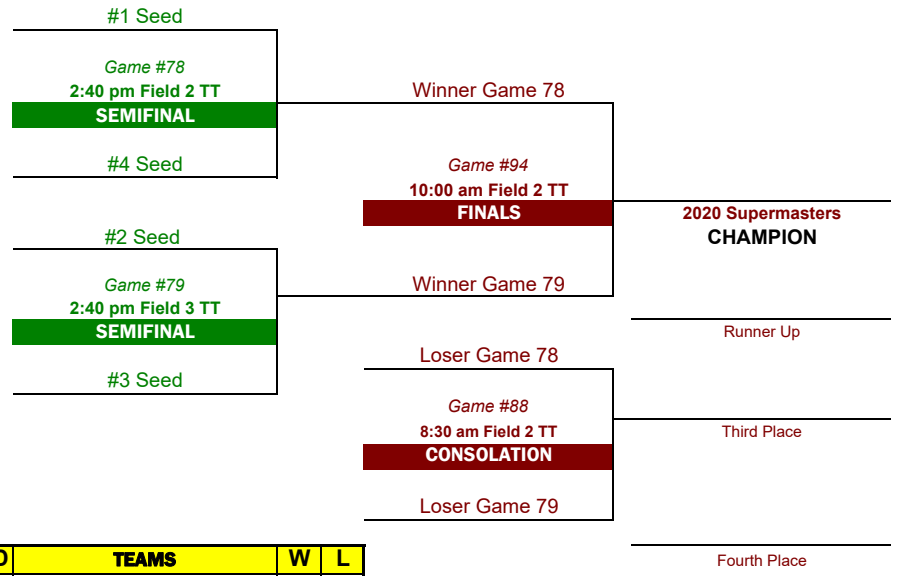 #1 Seed
Game #78
2:40 pm Field 2 TT
SEMIFINAL
#4 Seed
#2 Seed
Game #79
2:40 pm Field 3 TT
SEMIFINAL
#3 Seed
Winner Game 78
Game #94
10:00 am Field 2 TT
FINALS
Winner Game 79
2020 Supermasters
CHAMPION
Runner Up
Loser Game 78
Game #88
8:30 am Field 2 TT
CONSOLATION
Loser Game 79
Third Place
Fourth Place
TEAMS W L